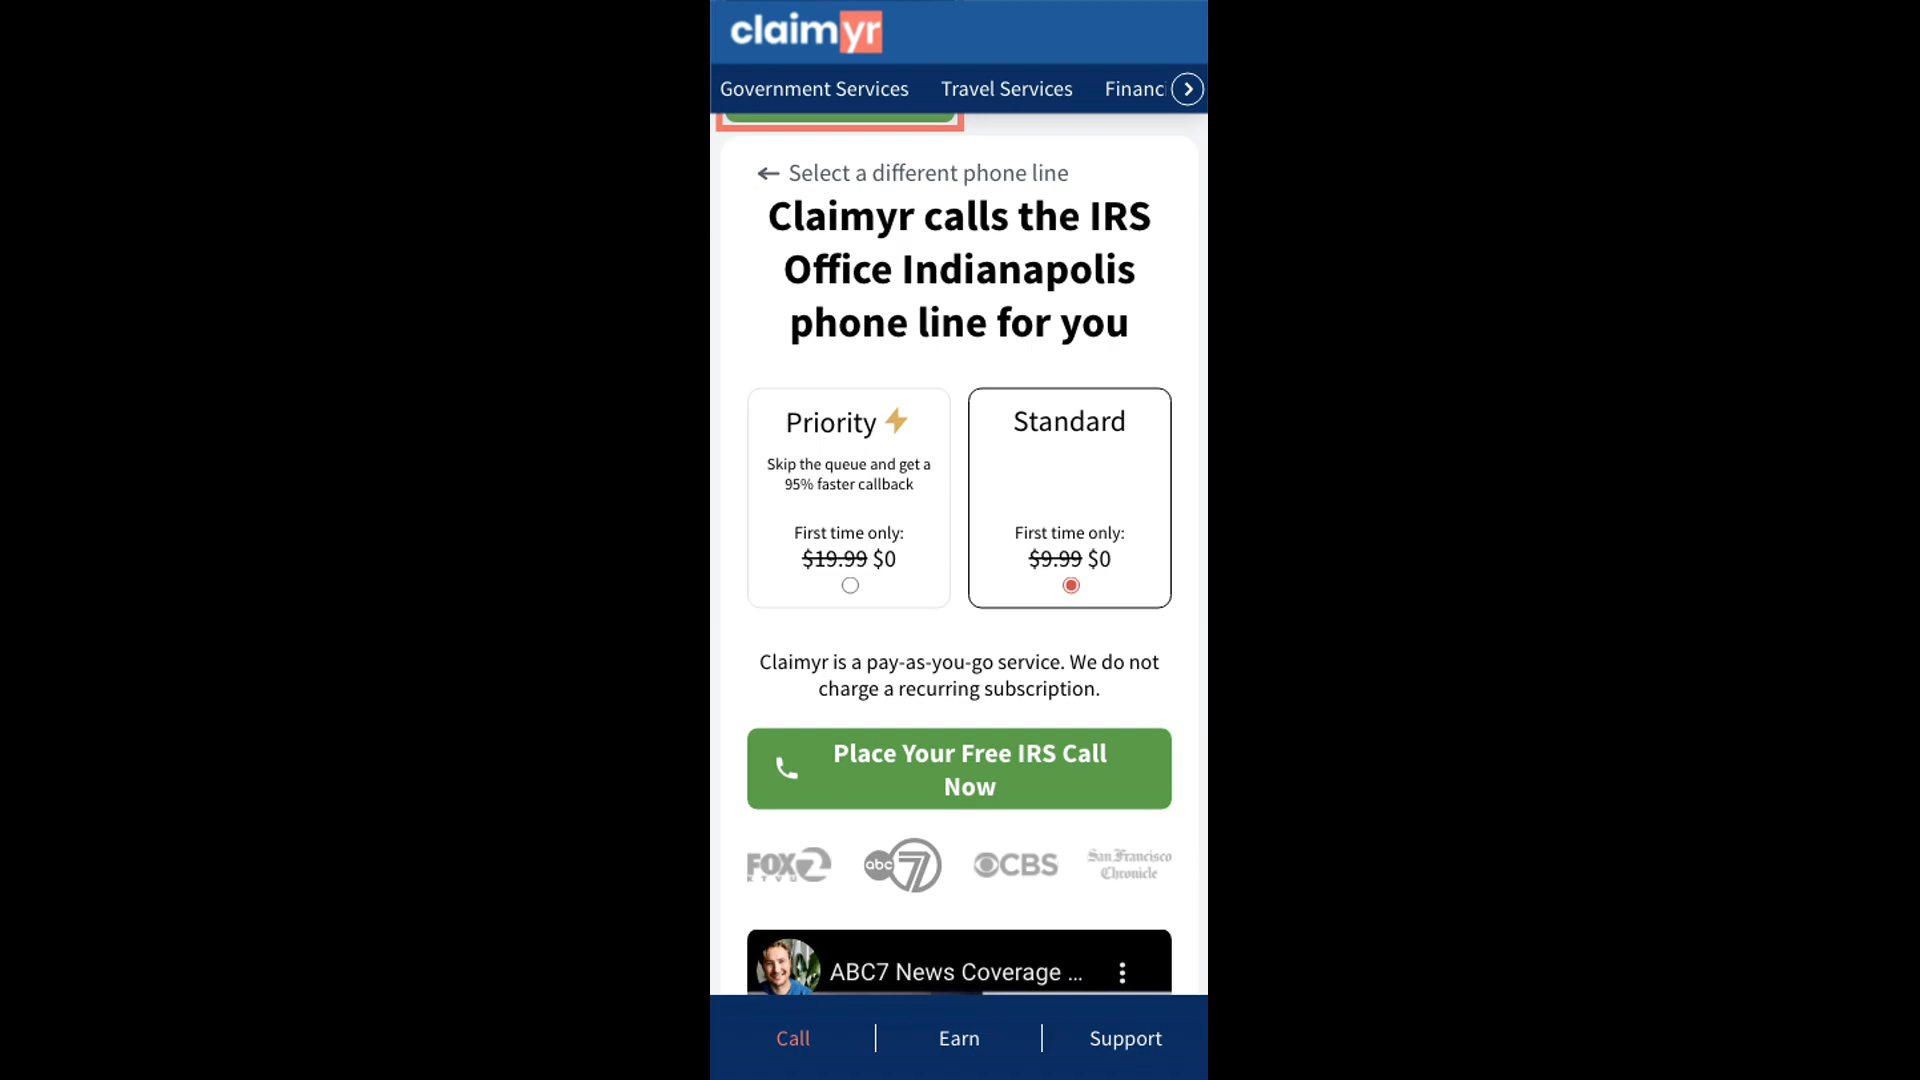 claimyr
Government Services Travel Services Financ
← Select a different phone line
Claimyr calls the IRS
Office Indianapolis
phone line for you
Priority
Skip the queue and get a
95% faster callback
First time only:
$19.99 $0
Standard
First time only:
$9.99 $0
Claimyr is a pay-as-you-go service. We do not
charge a recurring subscription.
Place Your Free IRS Call
Now
FOX 2
KTVU
abc 7
CBS
San Francisco
Chronicle
ABC7 News Coverage ...
Call | Earn | Support